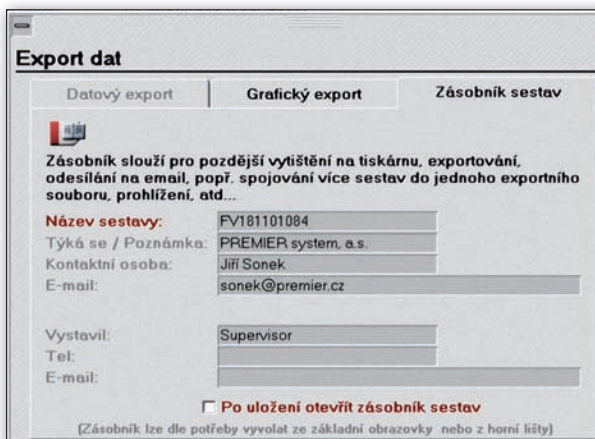 Export dat
Datový export Grafický export Zásobník sestav
Zásobník slouží pro pozdější vytištění na tiskárnu, exportování,
odesílání na email, popř. spojování více sestav do jednoho exportního
souboru, prohlížení, atd...
Název sestavy: FV181101084
Týká se / Poznámka: PREMIER system, a.s.
Kontaktní osoba: Jiří Sonek
E-mail: sonek@premier.cz
Vystavil: Supervisor
Tel:
E-mail:
Po uložení otevřít zásobník sestav
(Zásobník lze dle potřeby vyvolat ze základní obrazovky nebo z horní lišty)